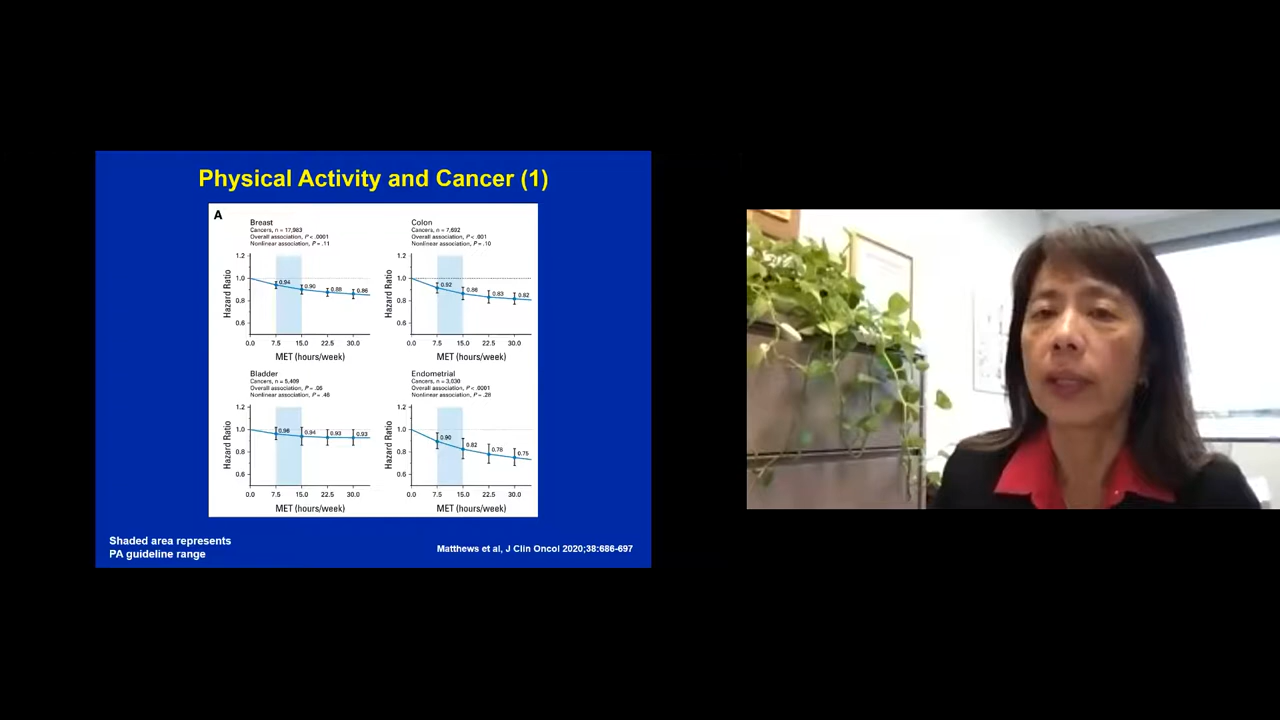 Physical Activity and Cancer (1)
A
Breast
Cancers, n = 17,983
Overall association, P < .0001
Nonlinear association, P = .11
1.2
1.0
0.8
0.6
Hazard Ratio
0.94
0.90
0.88
0.86
0.0 7.5 15.0 22.5 30.0
MET (hours/week)
Colon
Cancers, n = 7,692
Overall association, P < .001
Nonlinear association, P = .10
1.2
1.0
0.8
0.6
Hazard Ratio
0.92
0.86
0.83
0.82
0.0 7.5 15.0 22.5 30.0
MET (hours/week)
Bladder
Cancers, n = 5,409
Overall association, P = .05
Nonlinear association, P = .46
1.2
1.0
0.8
0.6
Hazard Ratio
0.96
0.94
0.93
0.93
0.0 7.5 15.0 22.5 30.0
MET (hours/week)
Endometrial
Cancers, n = 3,030
Overall association, P < .0001
Nonlinear association, P = .28
1.2
1.0
0.8
0.6
Hazard Ratio
0.90
0.82
0.78
0.75
0.0 7.5 15.0 22.5 30.0
MET (hours/week)
Shaded area represents
PA guideline range
Matthews et al, J Clin Oncol 2020;38:686-697